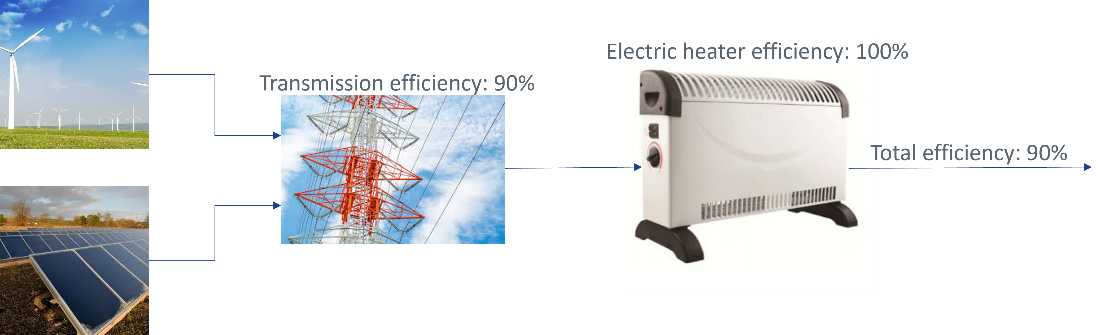 Electric heater efficiency: 100%
Transmission efficiency: 90%
Total efficiency: 90%